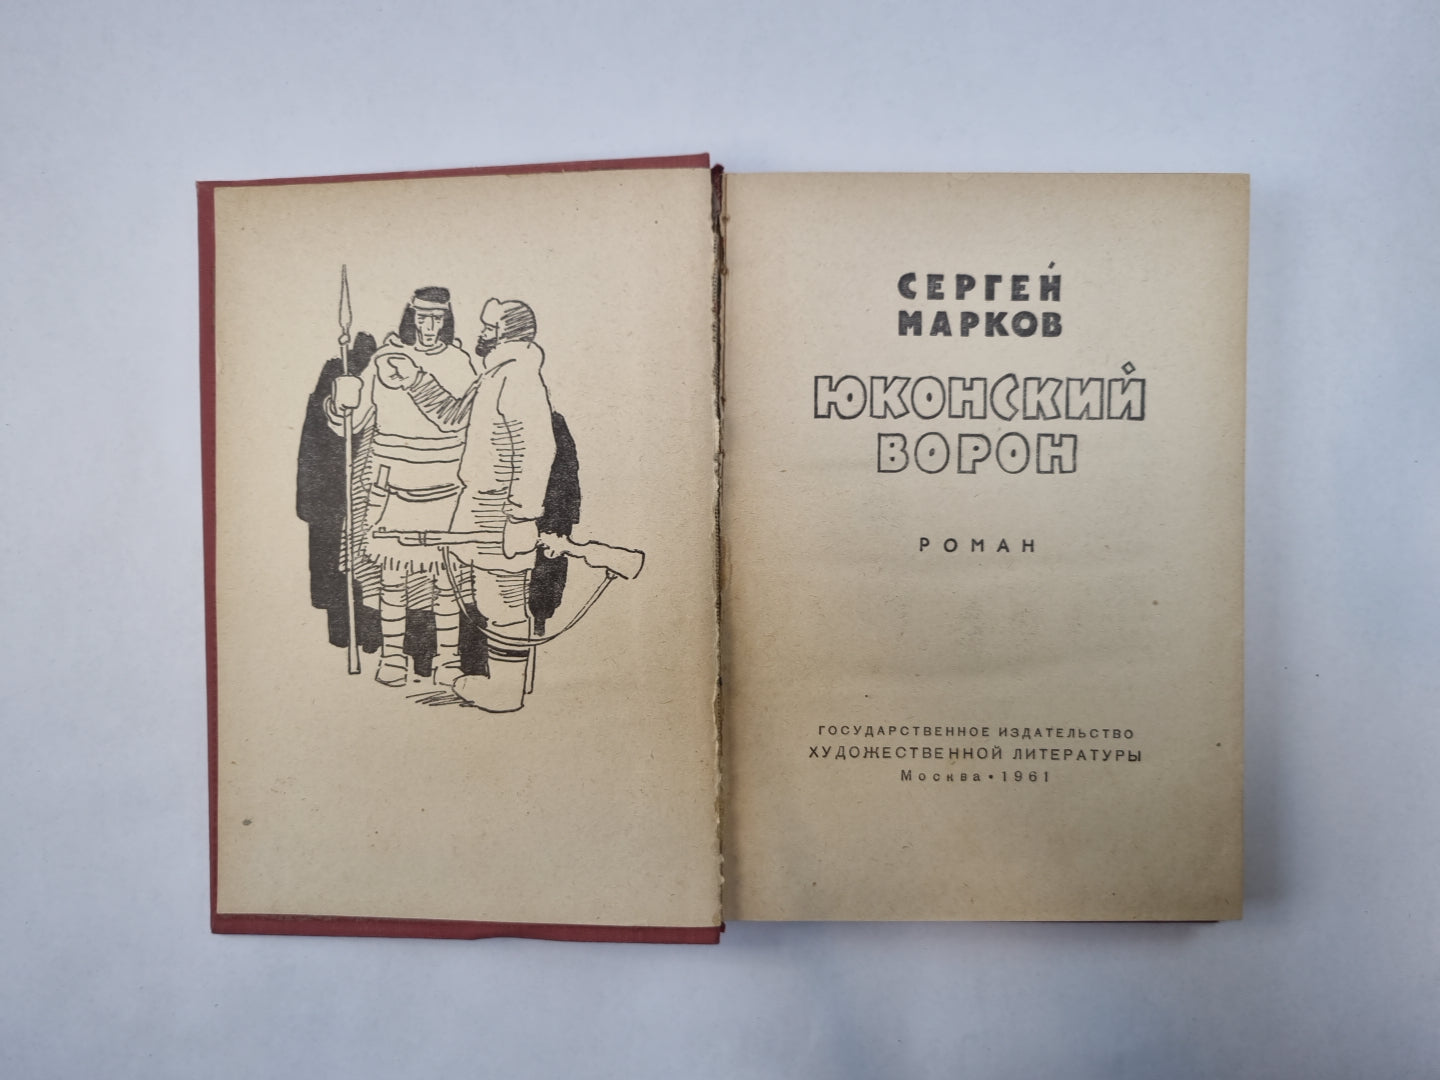 СЕРГЕЙ
МАРКОВ
ЮКОНСКИЙ
ВОРОН
РОМАН
ГОСУДАРСТВЕННОЕ ИЗДАТЕЛЬСТВО
ХУДОЖЕСТВЕННОЙ ЛИТЕРАТУРЫ
Москва • 1961